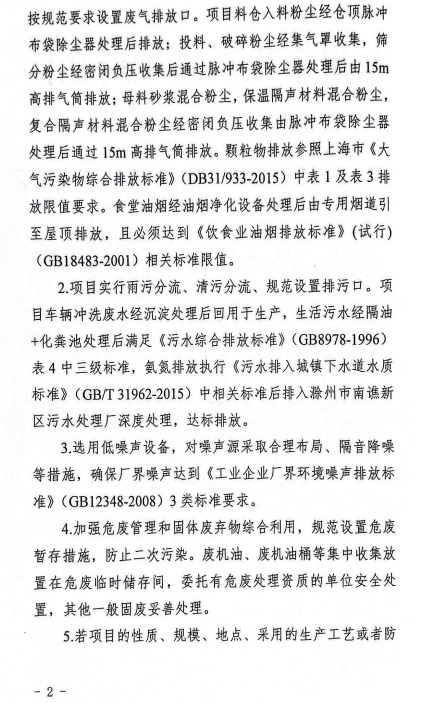 按规范要求设置废气排放口。项目料仓入料粉尘经仓顶脉冲
布袋除尘器处理后排放；投料、破碎粉尘经集气罩收集，筛
分粉尘经密闭负压收集后通过脉冲布袋除尘器处理后由 15m
高排气筒排放；母料砂浆混合粉尘，保温隔声材料混合粉尘，
复合隔声材料混合粉尘经密闭负压收集由脉冲布袋除尘器
处理后通过 15m 高排气筒排放。颗粒物排放参照上海市《大
气污染物综合排放标准》（DB31/933-2015）中表 1 及表 3 排
放限值要求。食堂油烟经油烟净化设备处理后由专用烟道引
至屋顶排放，且必须达到《饮食业油烟排放标准》(试行)
（GB18483-2001）相关标准限值。
2.项目实行雨污分流、清污分流、规范设置排污口。项
目车辆冲洗废水经沉淀处理后回用于生产，生活污水经隔油
+化粪池处理后满足《污水综合排放标准》（GB8978-1996）
表 4 中三级标准，氨氮排放执行《污水排入城镇下水道水质
标准》（GB/T 31962-2015）中相关标准后排入滁州市南谯新
区污水处理厂深度处理，达标排放。
3.选用低噪声设备，对噪声源采取合理布局、隔音降噪
等措施，确保厂界噪声达到《工业企业厂界环境噪声排放标
准》（GB12348-2008）3 类标准要求。
4.加强危废管理和固体废弃物综合利用，规范设置危废
暂存措施，防止二次污染。废机油、废机油桶等集中收集放
置在危废临时储存间，委托有危废处理资质的单位安全处
置，其他一般固废妥善处理。
5.若项目的性质、规模、地点、采用的生产工艺或者防
- 2 -